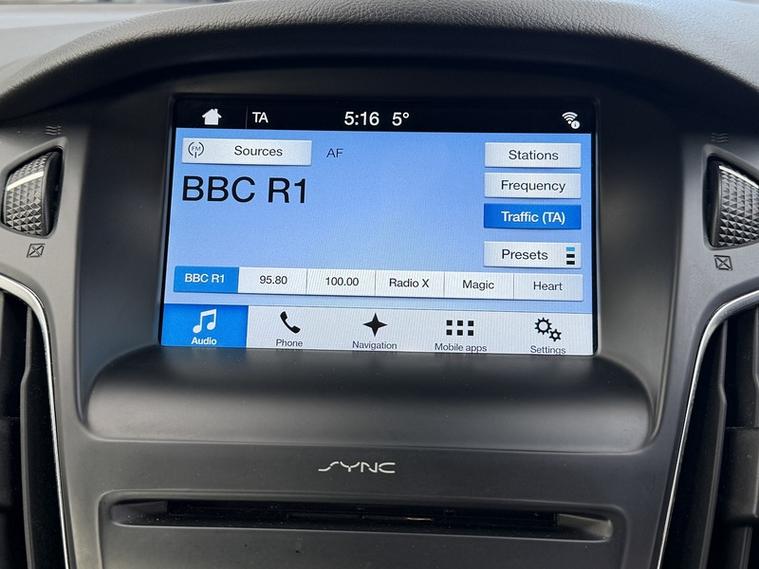 TA 5:16 5°
FM Sources AF Stations
BBC R1
Frequency
Traffic (TA)
Presets
BBC R1 95.80 100.00 Radio X Magic Heart
Audio Phone Navigation Mobile apps Settings
SYNC